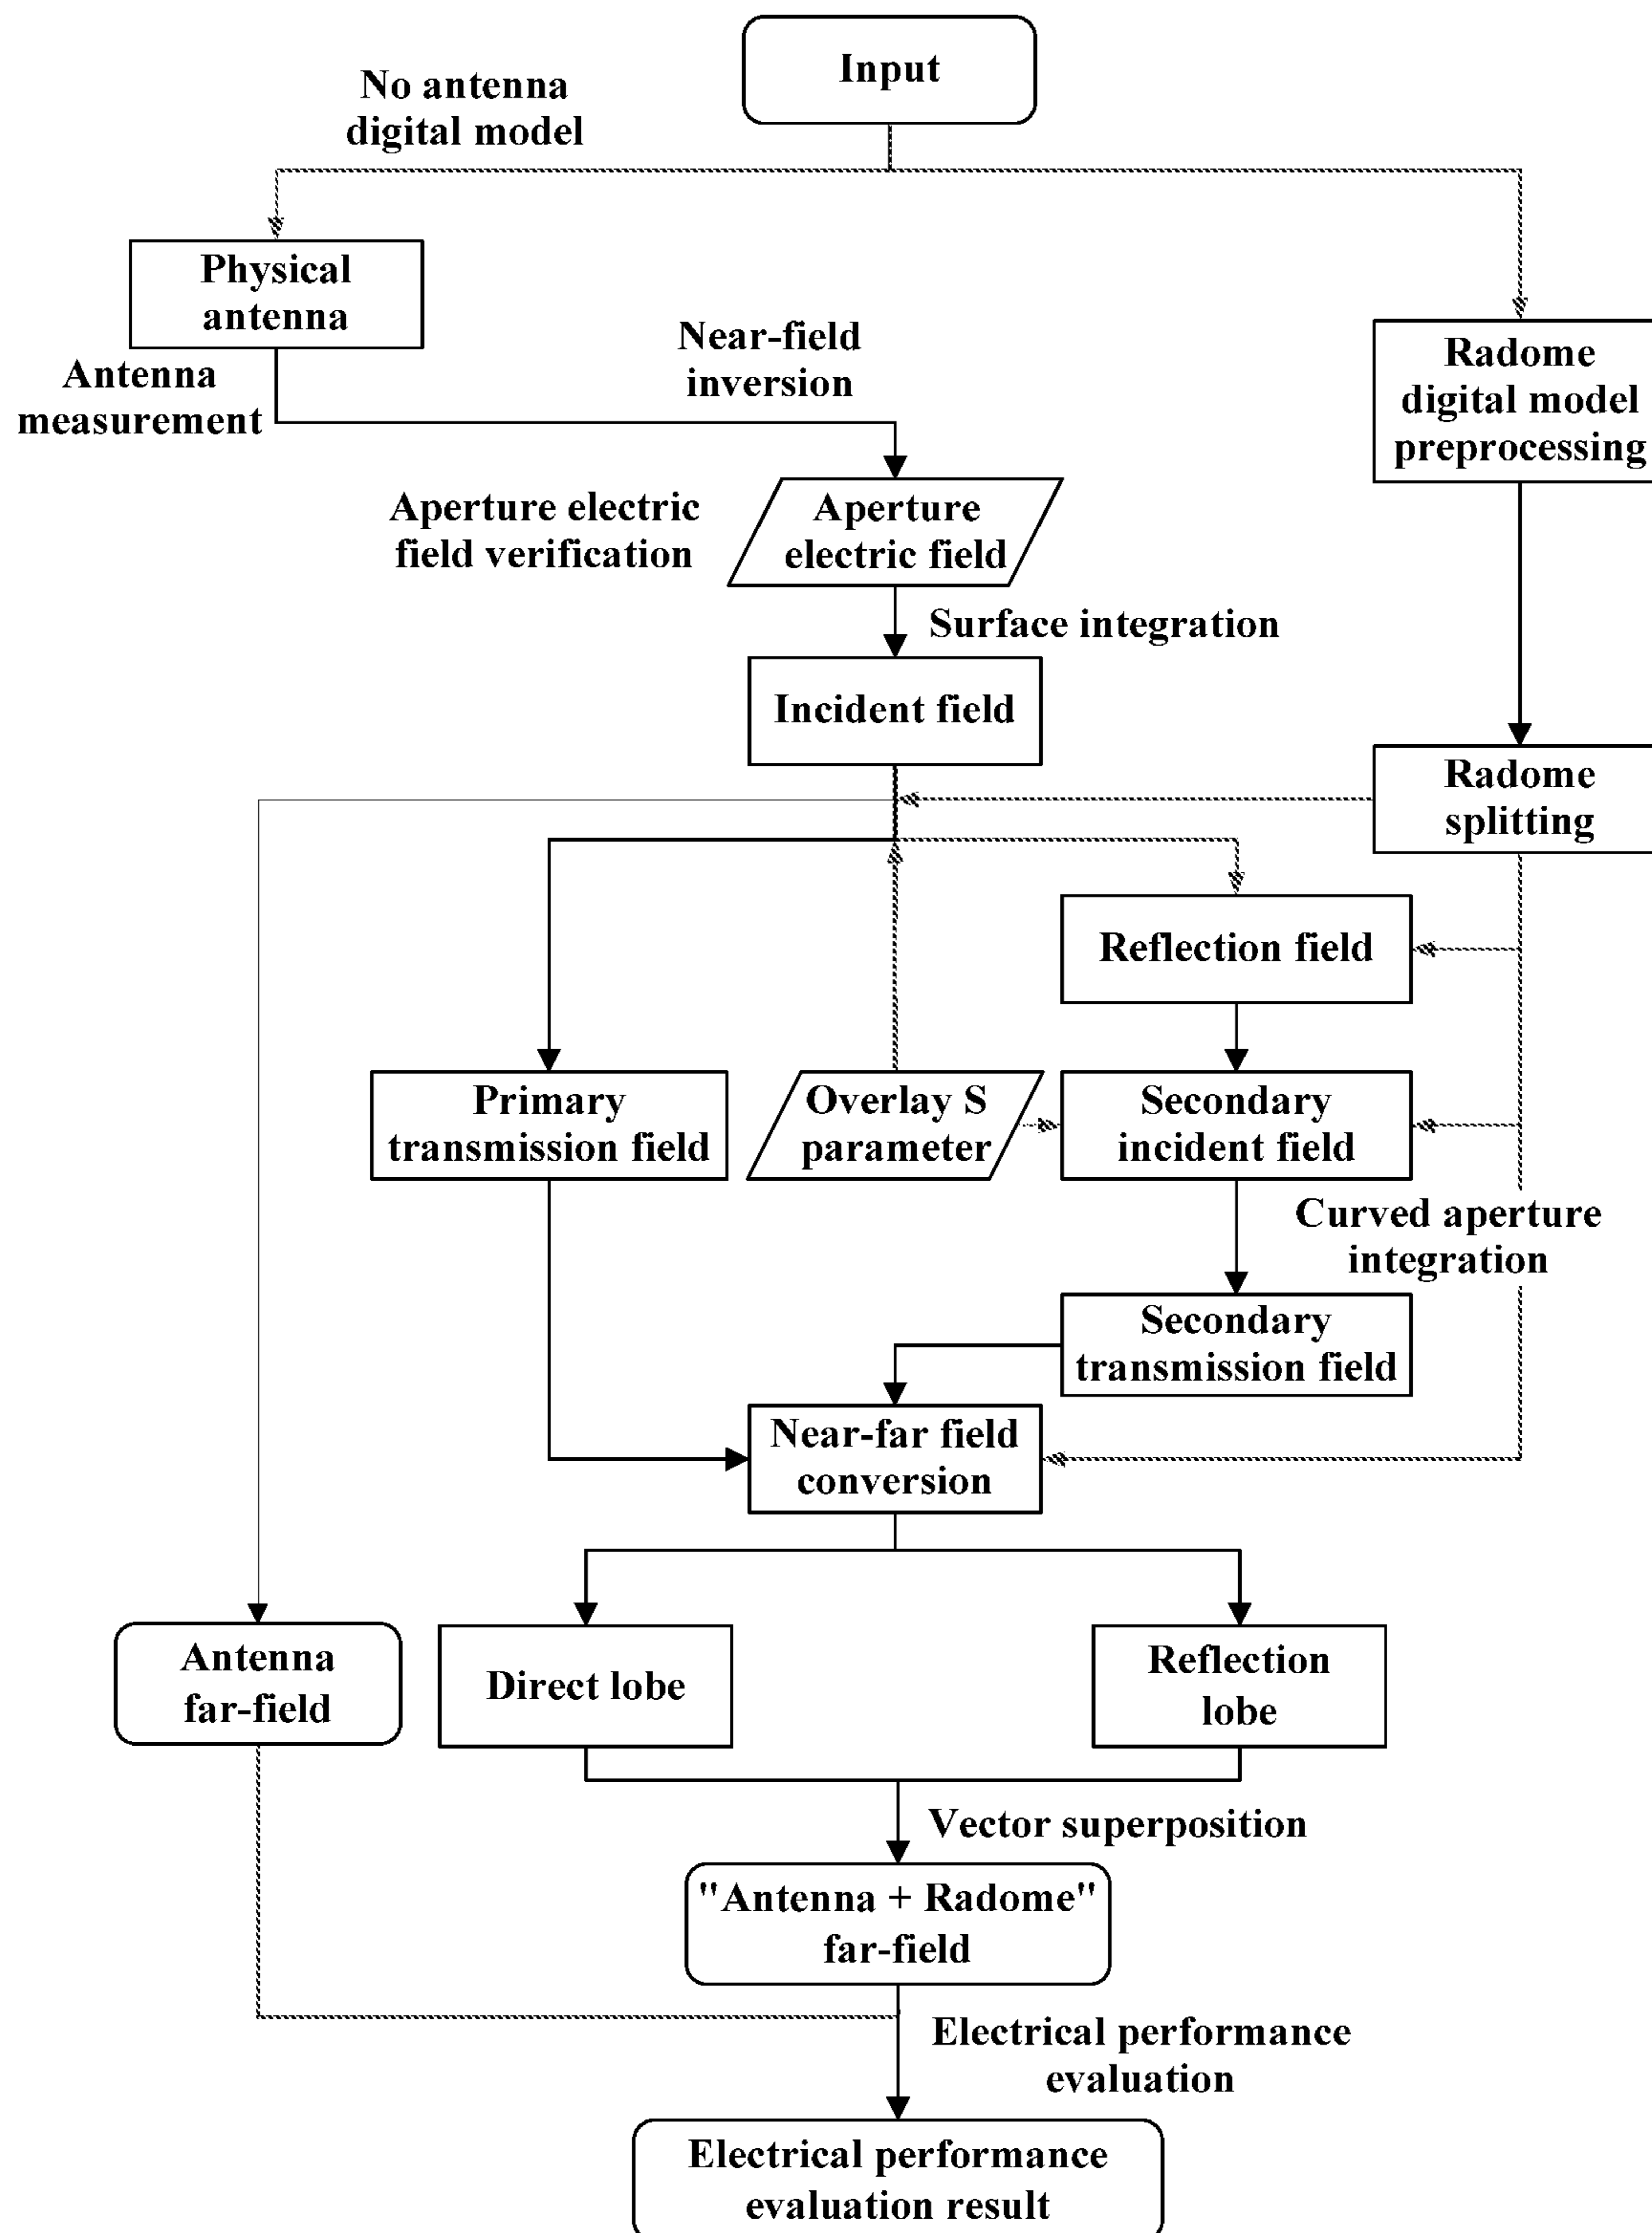 Input
No antenna
digital model
Physical
antenna
Antenna
measurement
Near-field
inversion
Radome
digital model
preprocessing
Aperture electric
field verification
Aperture
electric field
Surface integration
Incident field
Radome
splitting
Reflection field
Primary
transmission field
Overlay S
parameter
Secondary
incident field
Curved aperture
integration
Secondary
transmission field
Near-far field
conversion
Antenna
far-field
Direct lobe
Reflection
lobe
Vector superposition
"Antenna + Radome"
far-field
Electrical performance
evaluation
Electrical performance
evaluation result